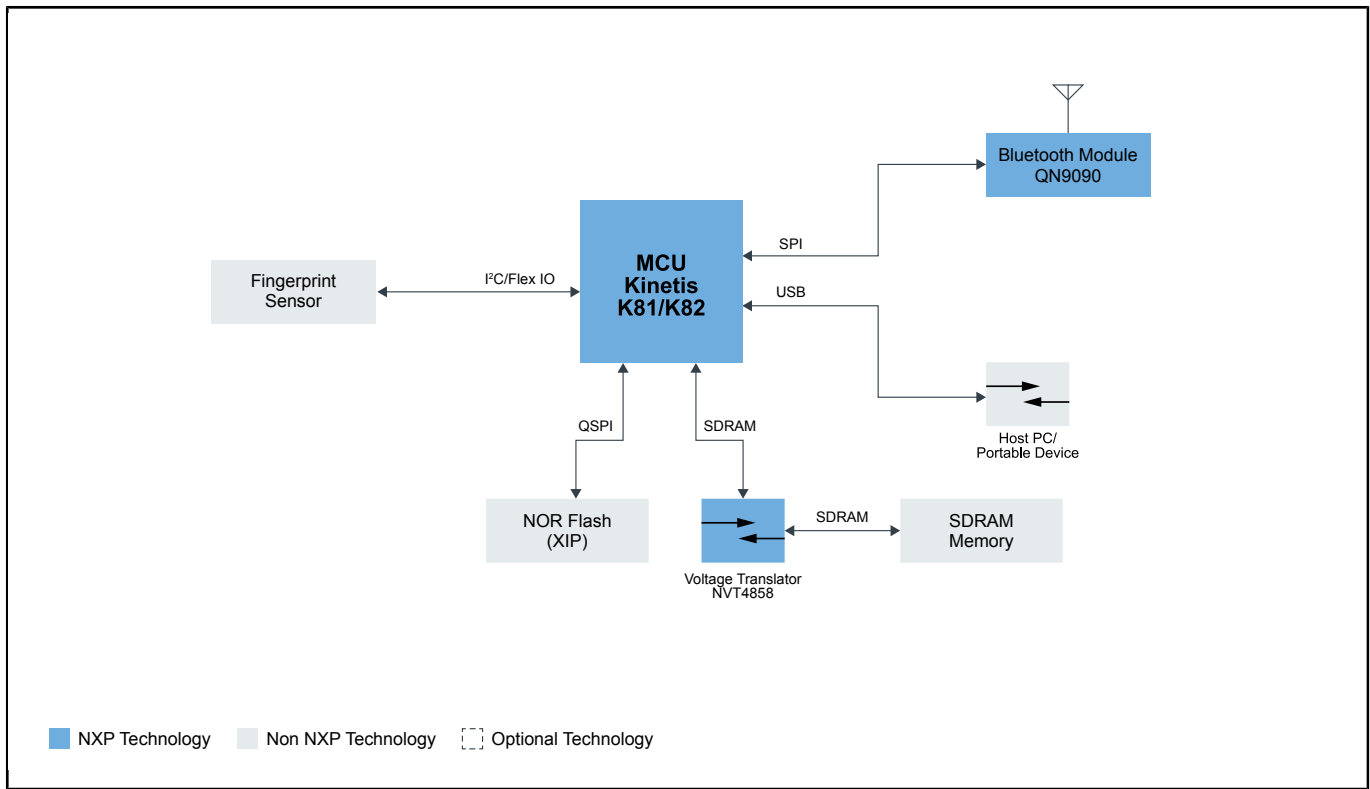 Bluetooth Module
QN9090
SPI
MCU
Kinetis
K81/K82
Fingerprint
Sensor
I²C/Flex IO
USB
Host PC/
Portable Device
QSPI
SDRAM
NOR Flash
(XIP)
SDRAM
SDRAM
Memory
Voltage Translator
NVT4858
NXP Technology
Non NXP Technology
Optional Technology